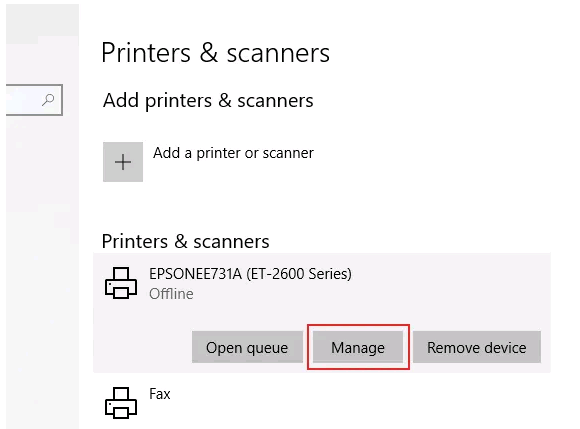 Printers & scanners
Add printers & scanners
Add a printer or scanner
Printers & scanners
EPSONEE731A (ET-2600 Series)
Offline
Open queue Manage Remove device
Fax